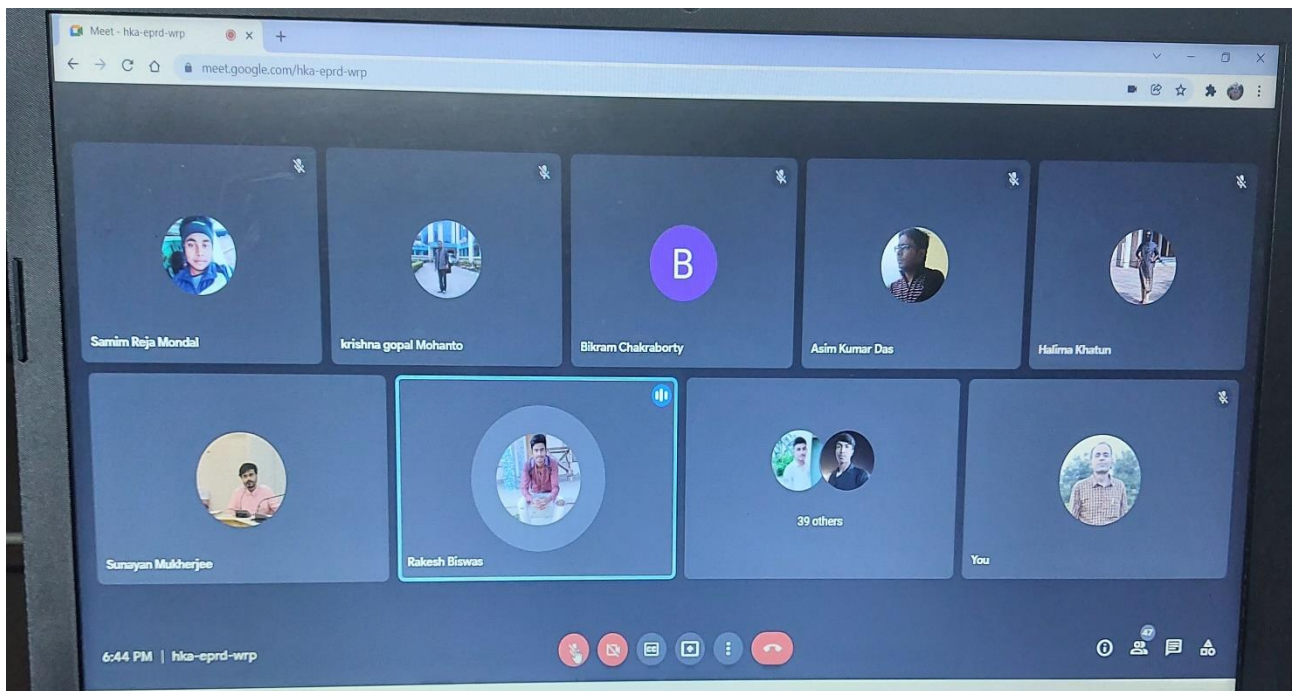 Meet - hka-eprd-wrp
meet.google.com/hka-eprd-wrp
B
Samim Reja Mondal
krishna gopal Mohanto
Bikram Chakraborty
Asim Kumar Das
Halima Khatun
Sunayan Mukherjee
Rakesh Biswas
39 others
You
6:44 PM | hka-eprd-wrp
CC
47